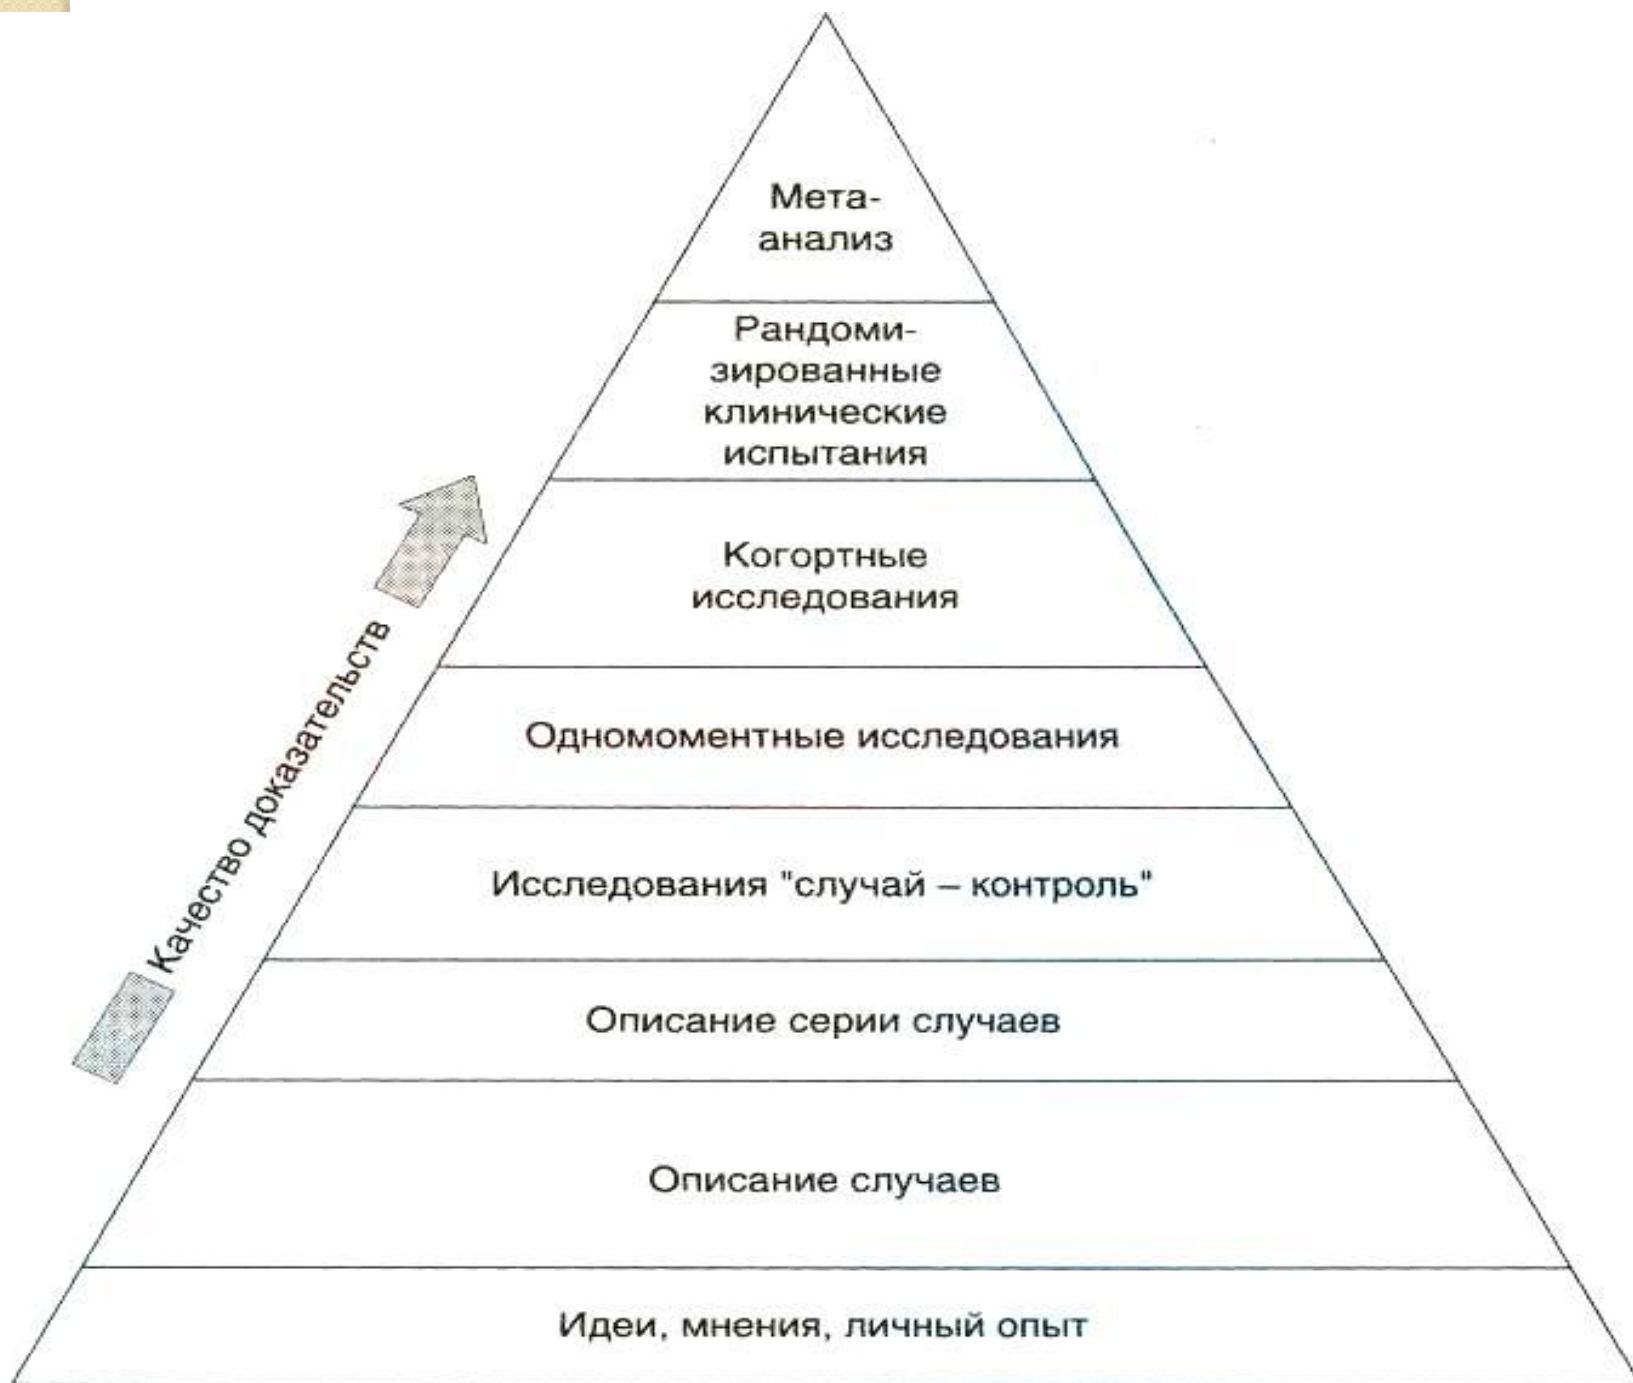 Мета-
анализ
Рандоми-
зированные
клинические
испытания
Когортные
исследования
Одномоментные исследования
Исследования "случай – контроль"
Описание серии случаев
Описание случаев
Идеи, мнения, личный опыт
Качество доказательств